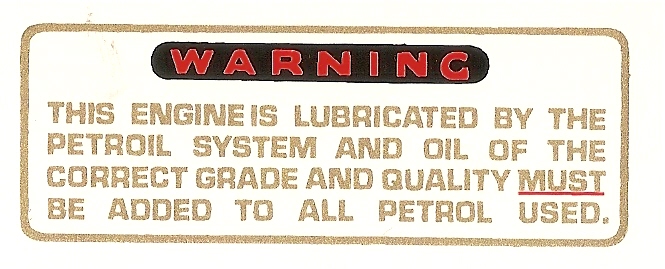 WARNING
THIS ENGINE IS LUBRICATED BY THE
PETROIL SYSTEM AND OIL OF THE
CORRECT GRADE AND QUALITY MUST
BE ADDED TO ALL PETROL USED.